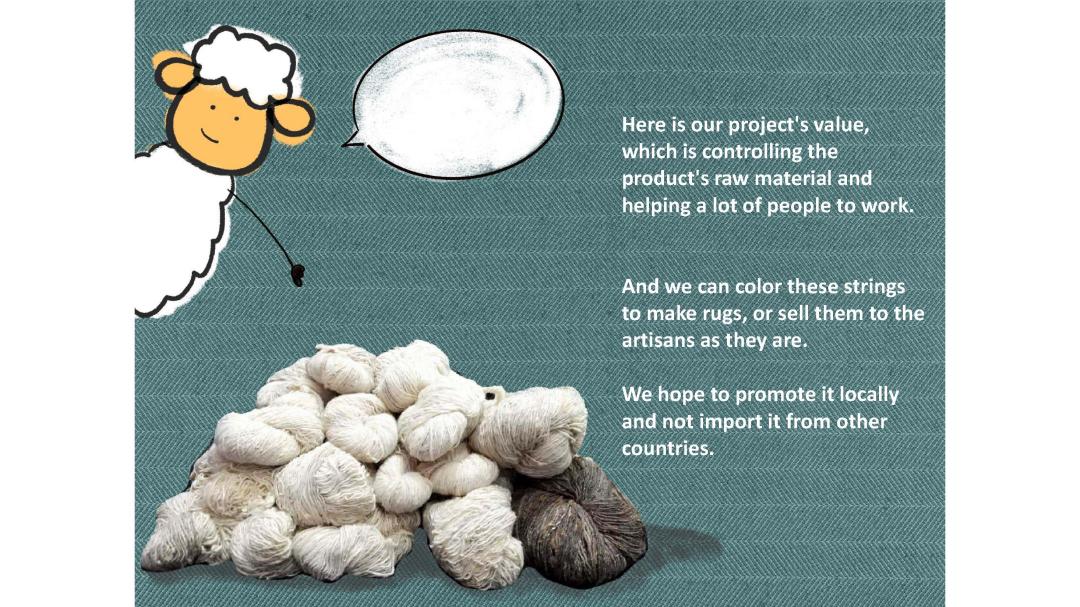 Here is our project's value,
which is controlling the
product's raw material and
helping a lot of people to work.
And we can color these strings
to make rugs, or sell them to the
artisans as they are.
We hope to promote it locally
and not import it from other
countries.